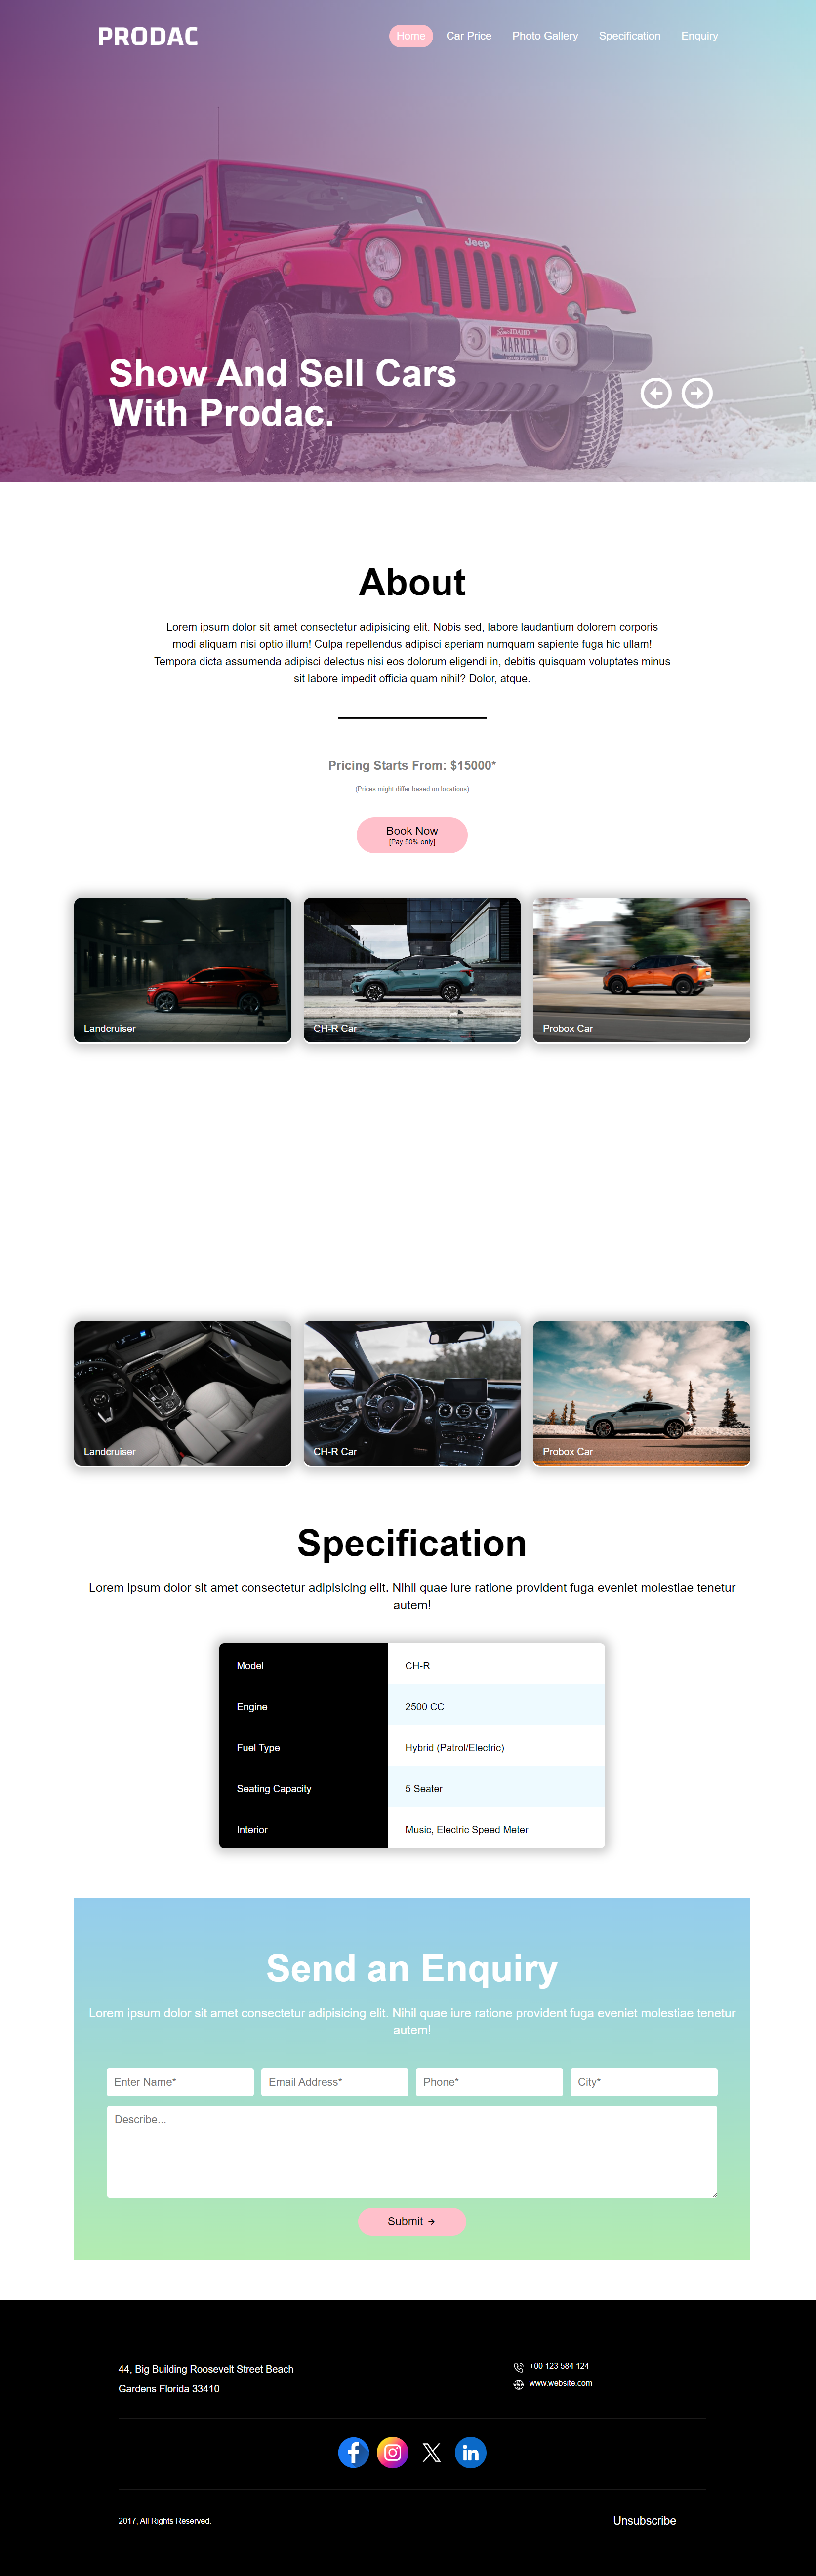 PRODAC
Home
Car Price
Photo Gallery
Specification
Enquiry
Jeep
IDAHO
NARNIA
Show And Sell Cars
With Prodac.
About
Lorem ipsum dolor sit amet consectetur adipisicing elit. Nobis sed, labore laudantium dolorem corporis
modi aliquam nisi optio illum! Culpa repellendus adipisci aperiam numquam sapiente fuga hic ullam!
Tempora dicta assumenda adipisci delectus nisi eos dolorum eligendi in, debitis quisquam voluptates minus
sit labore impedit officia quam nihil? Dolor, atque.
Pricing Starts From: $15000*
(Prices might differ based on locations)
Book Now
[Pay 50% only]
Landcruiser
CH-R Car
Probox Car
Landcruiser
CH-R Car
Probox Car
Specification
Lorem ipsum dolor sit amet consectetur adipisicing elit. Nihil quae iure ratione provident fuga eveniet molestiae tenetur
autem!
Model
CH-R
Engine
2500 CC
Fuel Type
Hybrid (Patrol/Electric)
Seating Capacity
5 Seater
Interior
Music, Electric Speed Meter
Send an Enquiry
Lorem ipsum dolor sit amet consectetur adipisicing elit. Nihil quae iure ratione provident fuga eveniet molestiae tenetur
autem!
Enter Name*
Email Address*
Phone*
City*
Describe...
Submit →
44, Big Building Roosevelt Street Beach
Gardens Florida 33410
+00 123 584 124
www.website.com
2017, All Rights Reserved.
Unsubscribe